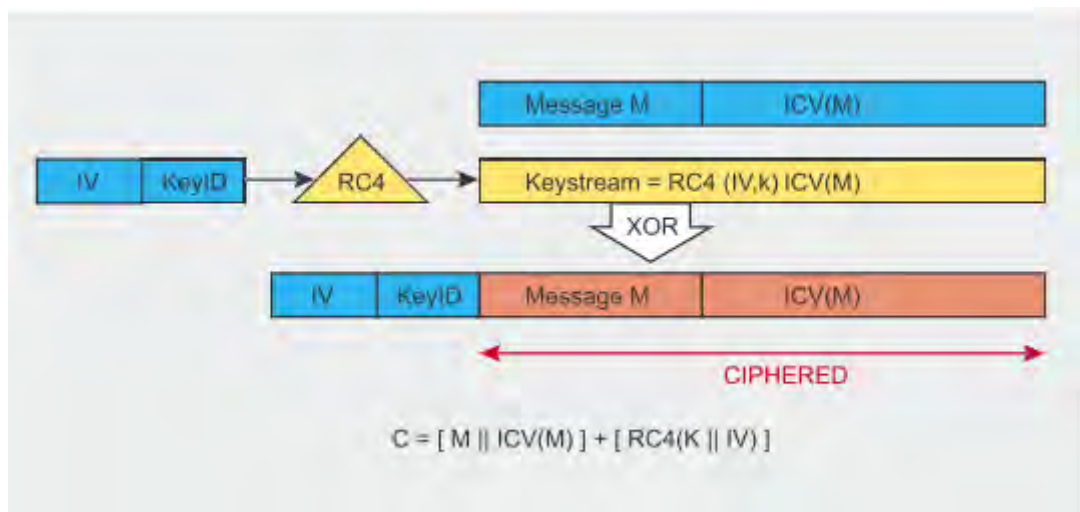 Message M ICV(M)
IV KeyID RC4 Keystream = RC4 (IV,k) ICV(M)
XOR
IV KeyID Message M ICV(M)
CIPHERED
C = [ M || ICV(M) ] + [ RC4(K || IV) ]